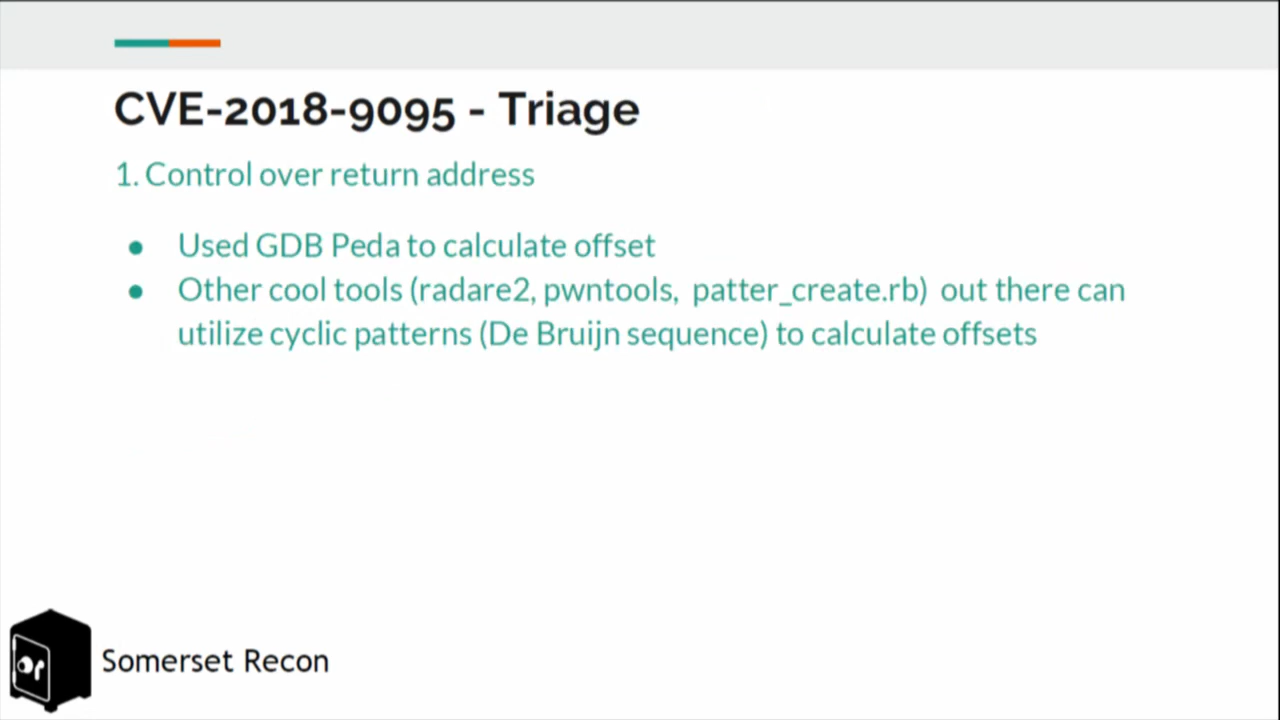 CVE-2018-9095 - Triage
1. Control over return address
● Used GDB Peda to calculate offset
● Other cool tools (radare2, pwntools, patter_create.rb) out there can
utilize cyclic patterns (De Bruijn sequence) to calculate offsets
Somerset Recon